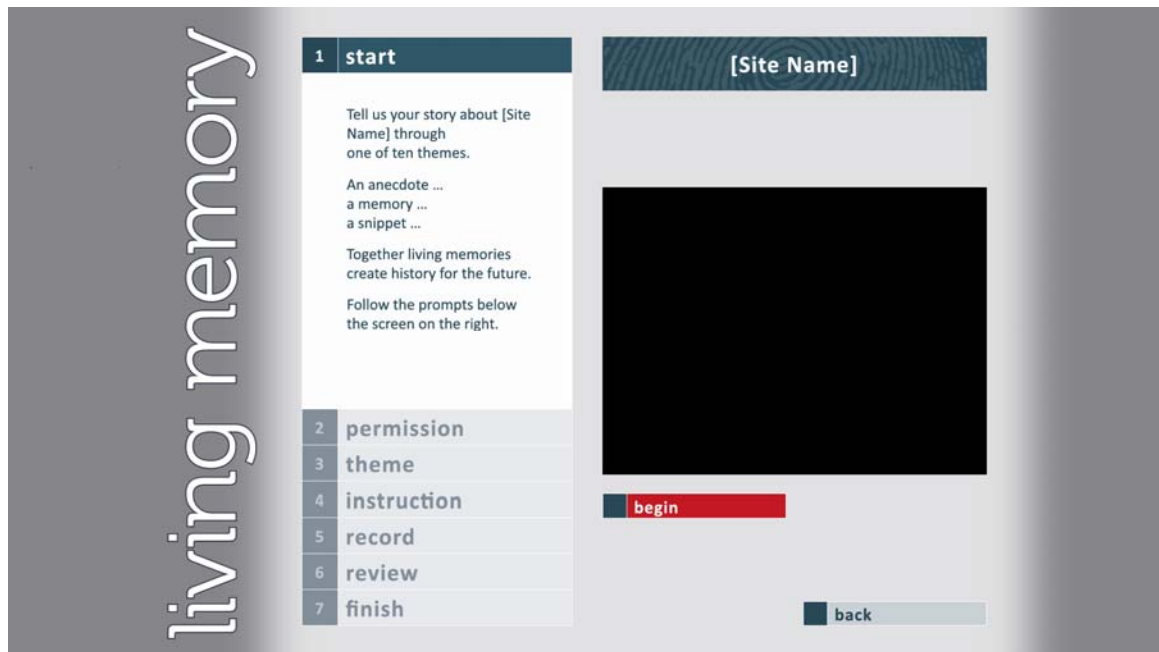 living memory
1 start
Tell us your story about [Site
Name] through
one of ten themes.
An anecdote ...
a memory ...
a snippet ...
Together living memories
create history for the future.
Follow the prompts below
the screen on the right.
2 permission
3 theme
4 instruction
5 record
6 review
7 finish
[Site Name]
begin
back